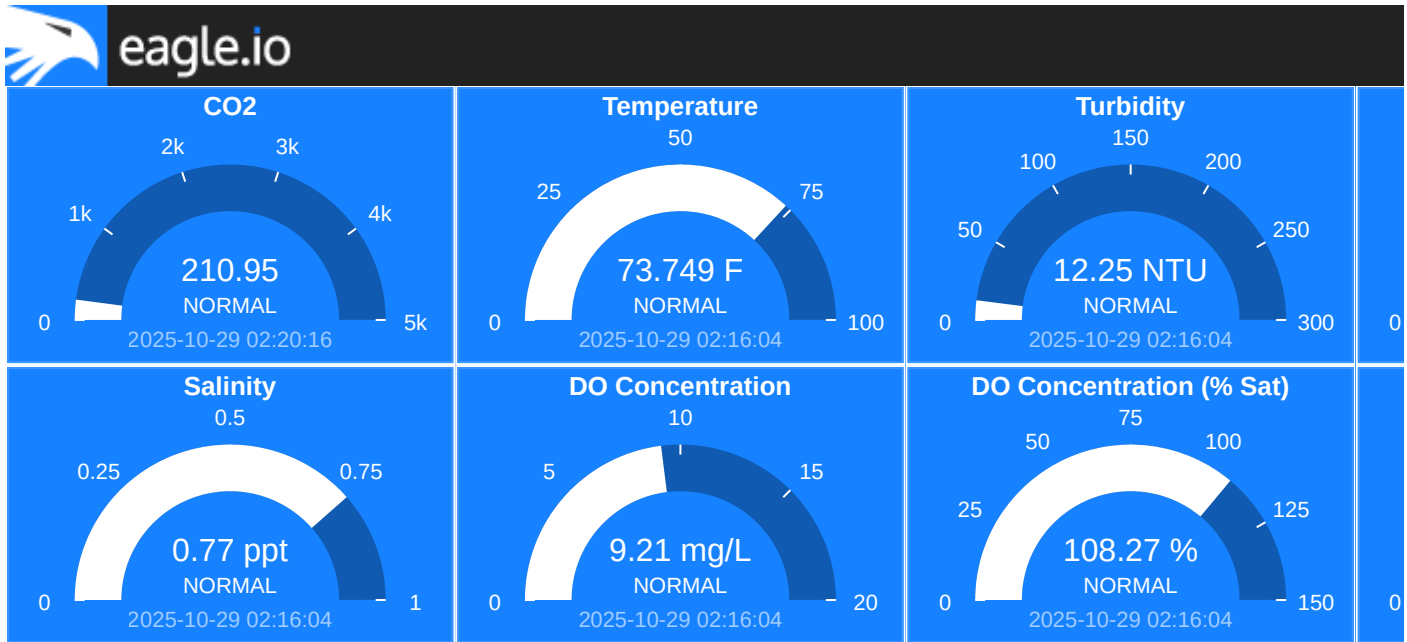 eagle.io
CO2
0
1k
2k
3k
4k
5k
210.95
NORMAL
2025-10-29 02:20:16
Temperature
0
25
50
75
100
73.749 F
NORMAL
2025-10-29 02:16:04
Turbidity
0
50
100
150
200
250
300
12.25 NTU
NORMAL
2025-10-29 02:16:04
0
Salinity
0
0.25
0.5
0.75
1
0.77 ppt
NORMAL
2025-10-29 02:16:04
DO Concentration
0
5
10
15
20
9.21 mg/L
NORMAL
2025-10-29 02:16:04
DO Concentration (% Sat)
0
25
50
75
100
125
150
108.27 %
NORMAL
2025-10-29 02:16:04
0